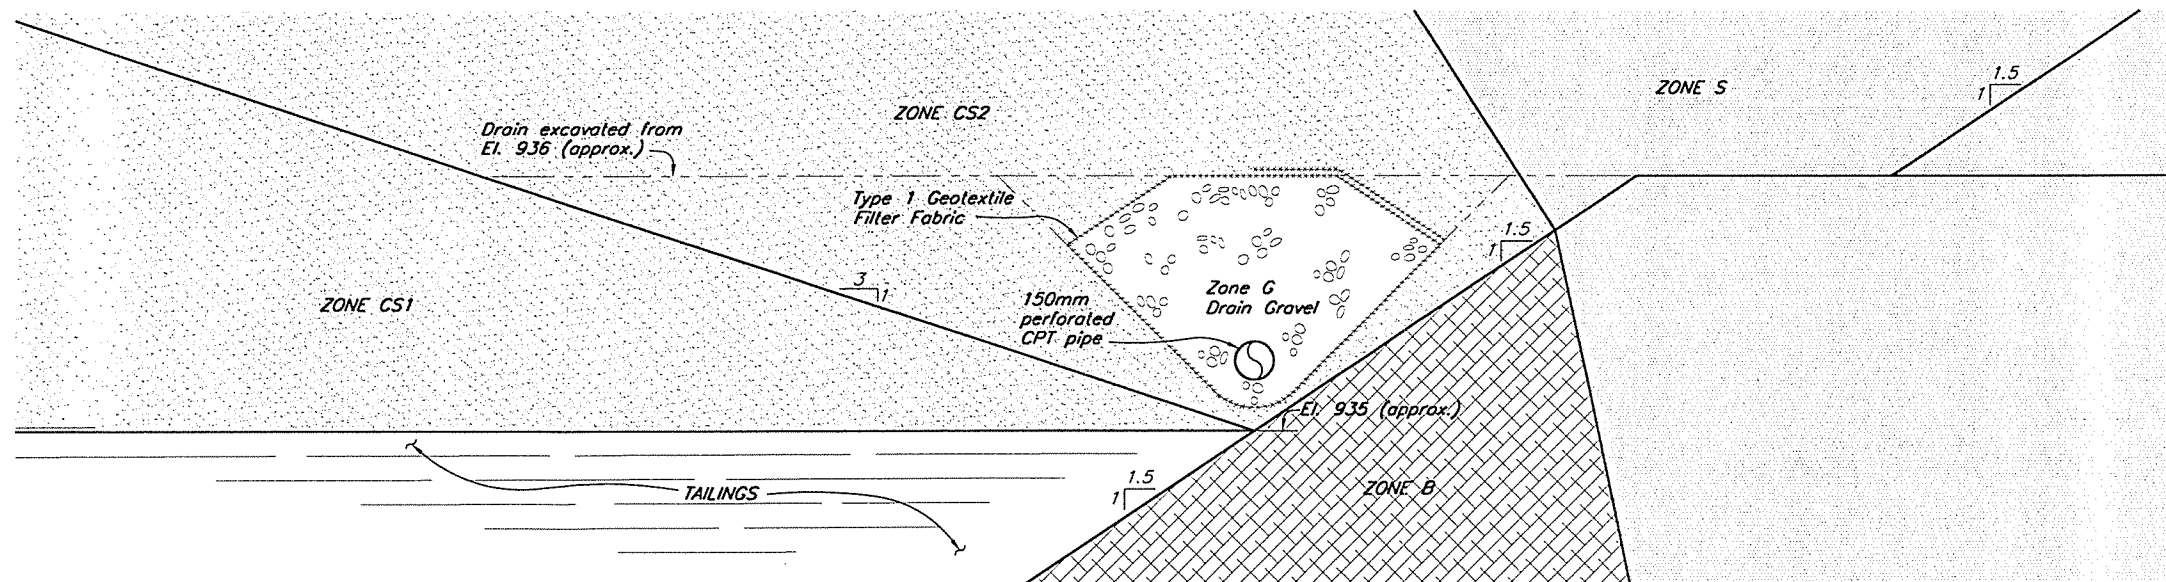 1.5
1
ZONE S
ZONE CS2
Drain excavated from
El. 936 (approx.)
Type 1 Geotextile
Filter Fabric
1.5
1
3
1
ZONE CS1
150mm
perforated
CPT pipe
Zone G
Drain Gravel
El. 935 (approx.)
1.5
1
TAILINGS
ZONE B